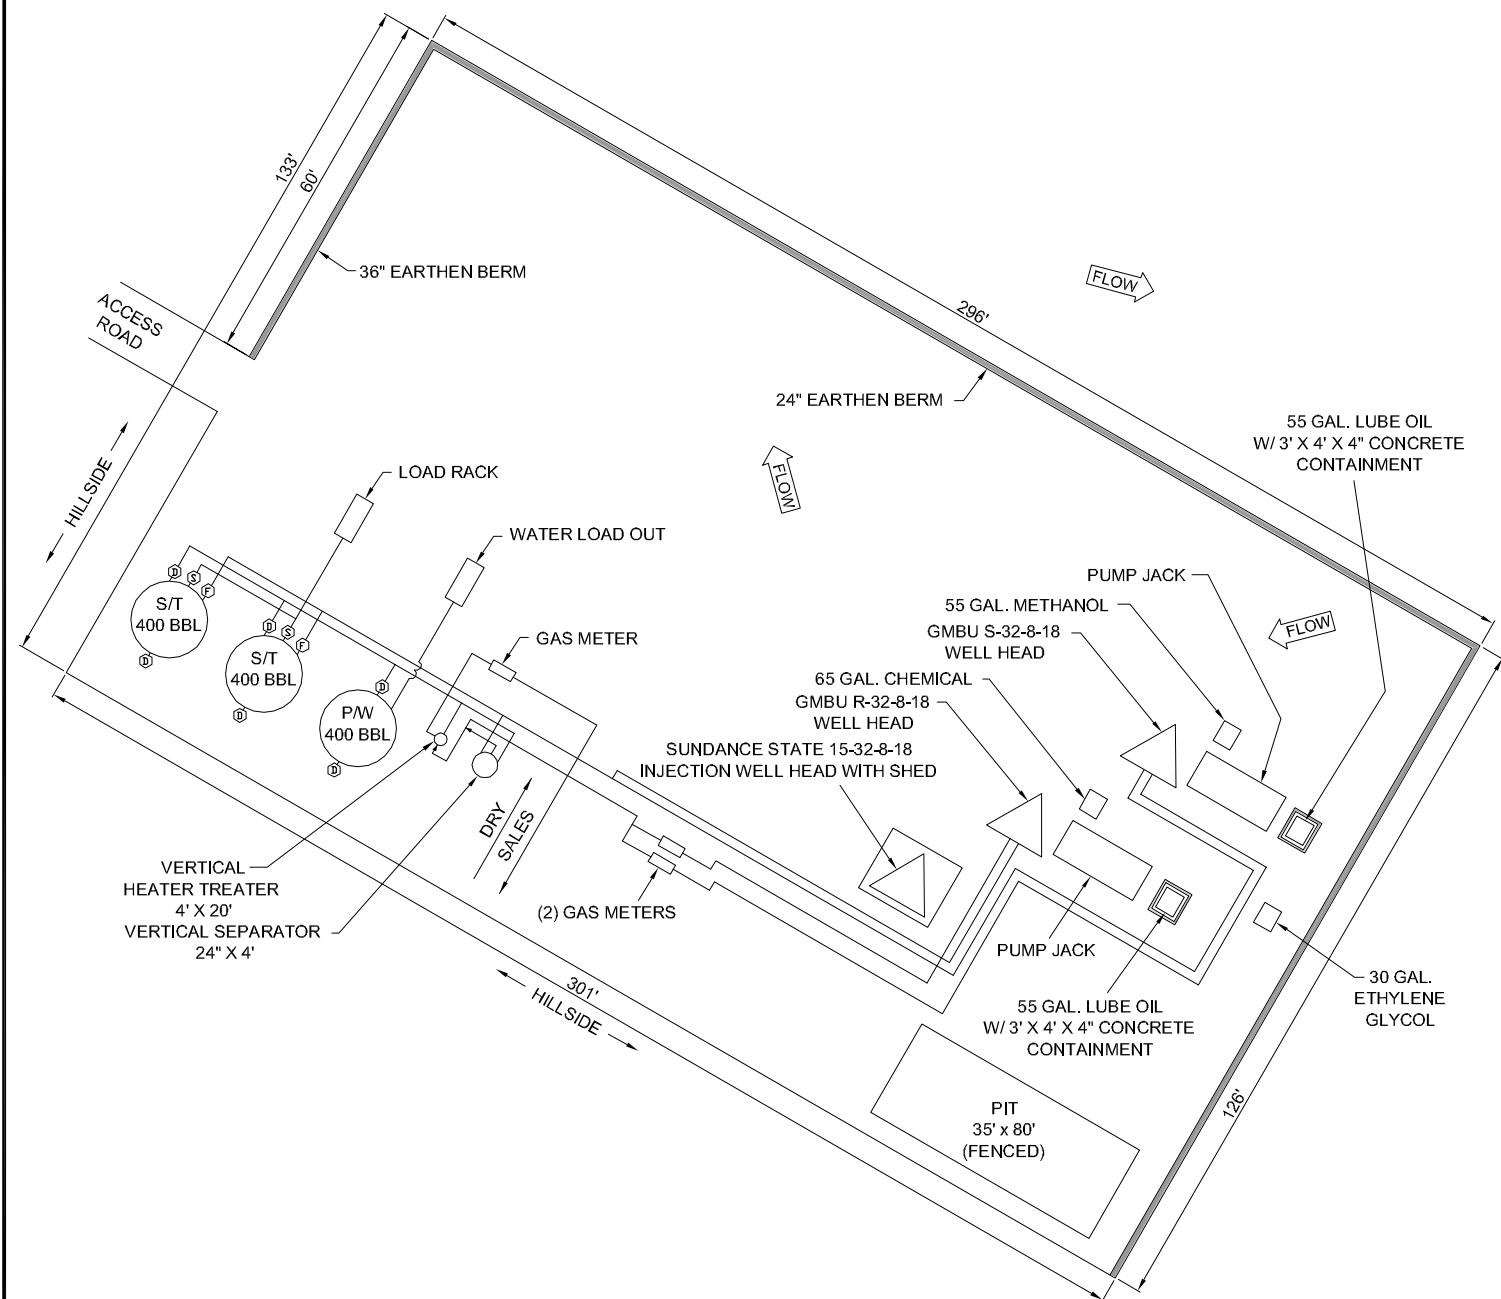 133'
60'
36" EARTHEN BERM
ACCESS
ROAD
FLOW
296'
24" EARTHEN BERM
55 GAL. LUBE OIL
W/ 3' X 4' X 4" CONCRETE
CONTAINMENT
HILLSIDE
LOAD RACK
FLOW
WATER LOAD OUT
PUMP JACK
55 GAL. METHANOL
FLOW
GMBU S-32-8-18
WELL HEAD
D
S
F
S/T
400 BBL
D
D
S
F
S/T
400 BBL
D
D
P/W
400 BBL
D
GAS METER
65 GAL. CHEMICAL
GMBU R-32-8-18
WELL HEAD
SUNDANCE STATE 15-32-8-18
INJECTION WELL HEAD WITH SHED
DRY
SALES
VERTICAL
HEATER TREATER
4' X 20'
VERTICAL SEPARATOR
24" X 4'
(2) GAS METERS
PUMP JACK
55 GAL. LUBE OIL
W/ 3' X 4' X 4" CONCRETE
CONTAINMENT
30 GAL.
ETHYLENE
GLYCOL
301'
HILLSIDE
PIT
35' x 80'
(FENCED)
126'